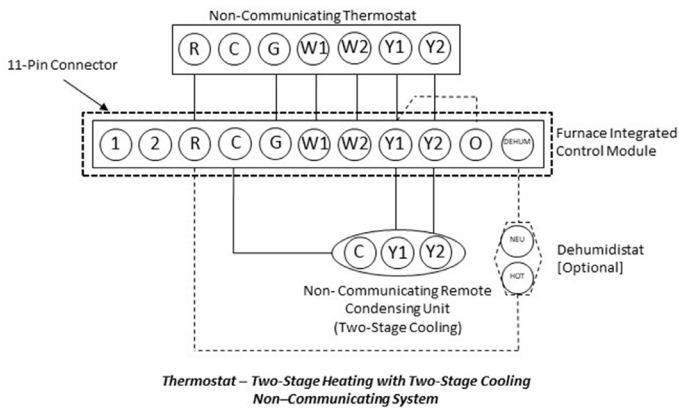 Non-Communicating Thermostat
R C G W1 W2 Y1 Y2
11-Pin Connector
1 2 R C G W1 W2 Y1 Y2 O DEHUM
Furnace Integrated
Control Module
NEU
C Y1 Y2
HOT
Dehumidistat
[Optional]
Non- Communicating Remote
Condensing Unit
(Two-Stage Cooling)
Thermostat – Two-Stage Heating with Two-Stage Cooling
Non–Communicating System